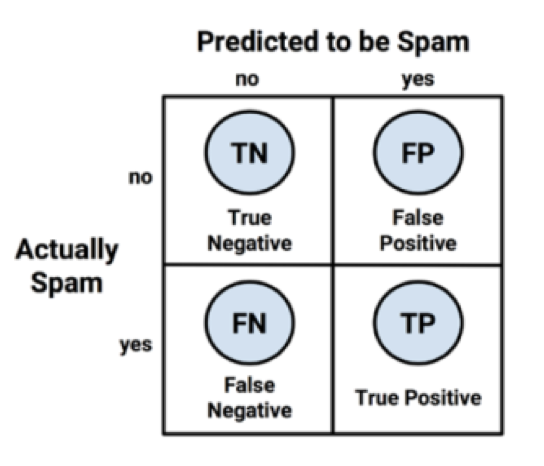 Predicted to be Spam
no yes
TN FP
no
True False
Negative Positive
Actually
Spam
FN TP
yes
False
Negative
True Positive